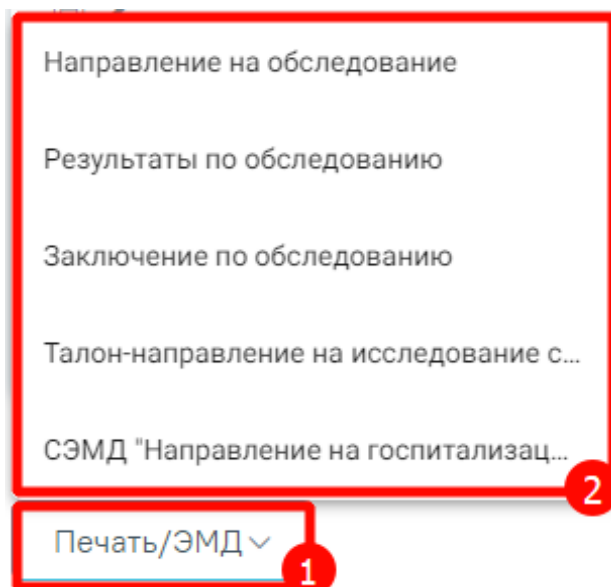 Направление на обследование
Результаты по обследованию
Заключение по обследованию
Талон-направление на исследование с...
СЭМД "Направление на госпитализац...
2
Печать/ЭМД
1